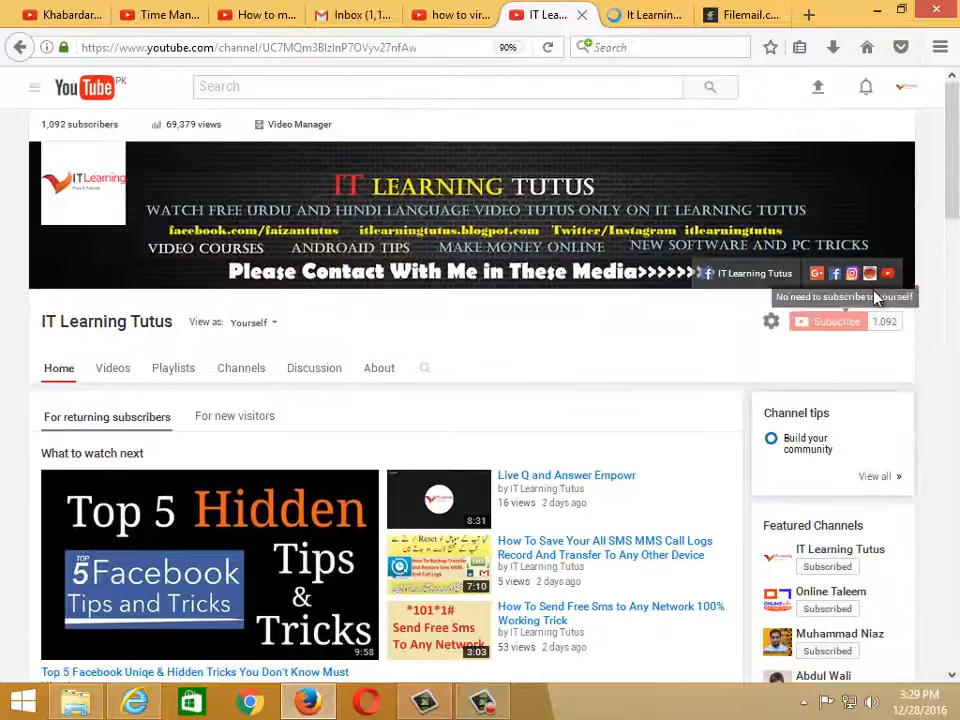 Khabardar...
Time Man...
How to m...
Inbox (1,1...
how to vir...
IT Lea...
It Learnin...
Filemail.c...
https://www.youtube.com/channel/UC7MQm3BlzInP7OVyv27nfAw
90%
Search
YouTube PK
Search
1,092 subscribers
69,379 views
Video Manager
ITLearning
IT LEARNING TUTUS
WATCH FREE URDU AND HINDI LANGUAGE VIDEO TUTUS ONLY ON IT LEARNING TUTUS
facebook.com/faizantutus itlearningtutus.blogspot.com Twitter/Instagram itlearningtutus
VIDEO COURSES ANDROAID TIPS MAKE MONEY ONLINE NEW SOFTWARE AND PC TRICKS
Please Contact With Me in These Media>>>>>>
IT Learning Tutus
No need to subscribe to yourself
IT Learning Tutus
View as: Yourself
Subscribe 1,092
Home
Videos
Playlists
Channels
Discussion
About
For returning subscribers
For new visitors
What to watch next
Top 5 Hidden
Tips
&
Tricks
TOP
5 Facebook
Tips and Tricks
9:58
Top 5 Facebook Uniqe & Hidden Tricks You Don't Know Must
8:31
Live Q and Answer Empowr
by IT Learning Tutus
16 views 2 days ago
7:10
How To Save Your All SMS MMS Call Logs
Record And Transfer To Any Other Device
by IT Learning Tutus
5 views 2 days ago
*101*1#
Send Free Sms
To Any Network
3:03
How To Send Free Sms to Any Network 100%
Working Trick
by IT Learning Tutus
53 views 2 days ago
Channel tips
Build your
community
View all »
Featured Channels
IT Learning Tutus
Subscribed
Online Taleem
Subscribed
Muhammad Niaz
Subscribed
Abdul Wali
3:29 PM
12/28/2016